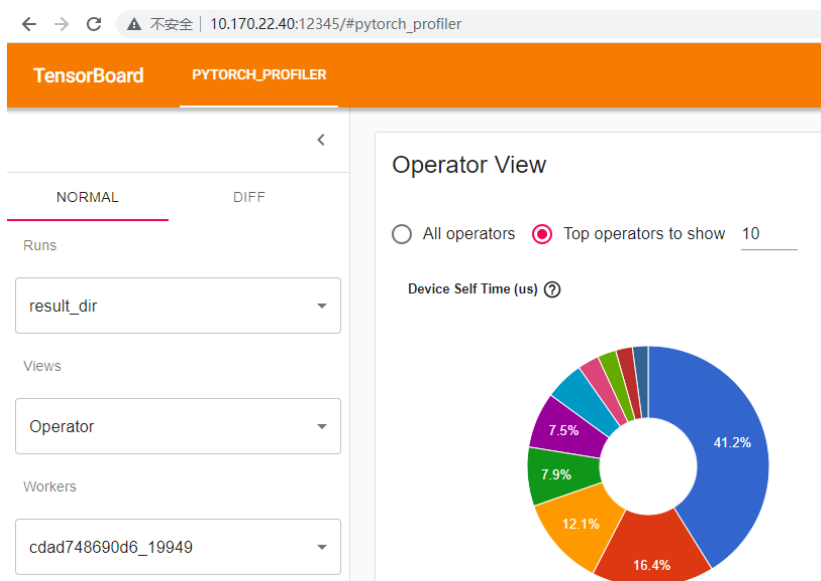 不安全 | 10.170.22.40:12345/#pytorch_profiler
TensorBoard PYTORCH_PROFILER
NORMAL DIFF
Runs
result_dir
Views
Operator
Workers
cdad748690d6_19949
Operator View
All operators Top operators to show 10
Device Self Time (us) ?
41.2%
16.4%
12.1%
7.9%
7.5%